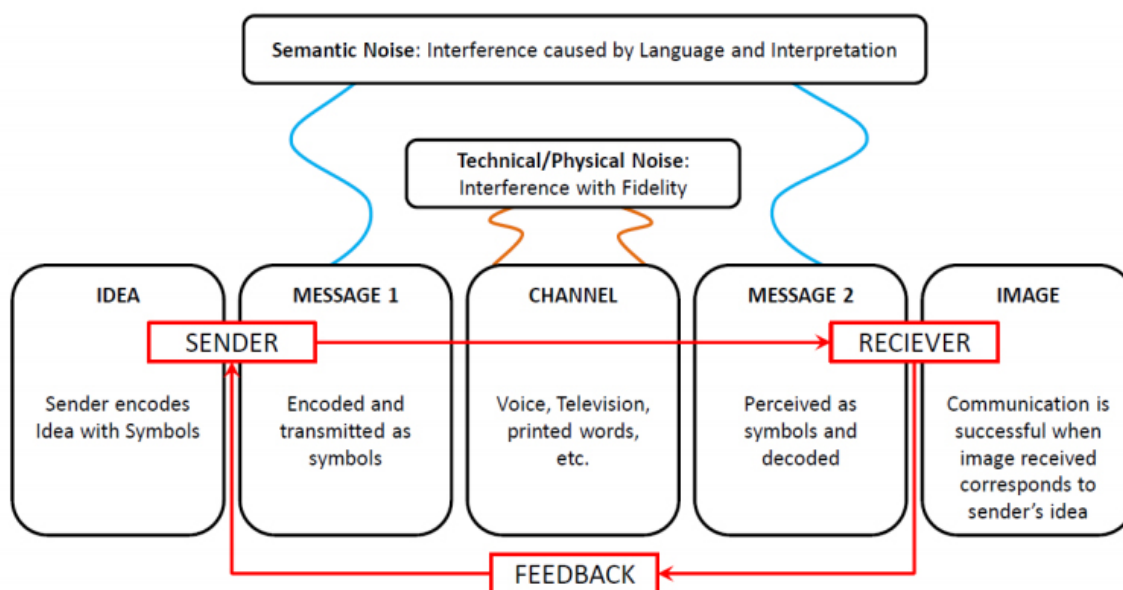 Semantic Noise: Interference caused by Language and Interpretation
Technical/Physical Noise:
Interference with Fidelity
IDEA
SENDER
Sender encodes
Idea with Symbols
MESSAGE 1
Encoded and
transmitted as
symbols
CHANNEL
Voice, Television,
printed words,
etc.
MESSAGE 2
RECIEVER
Perceived as
symbols and
decoded
IMAGE
Communication is
successful when
image received
corresponds to
sender's idea
FEEDBACK